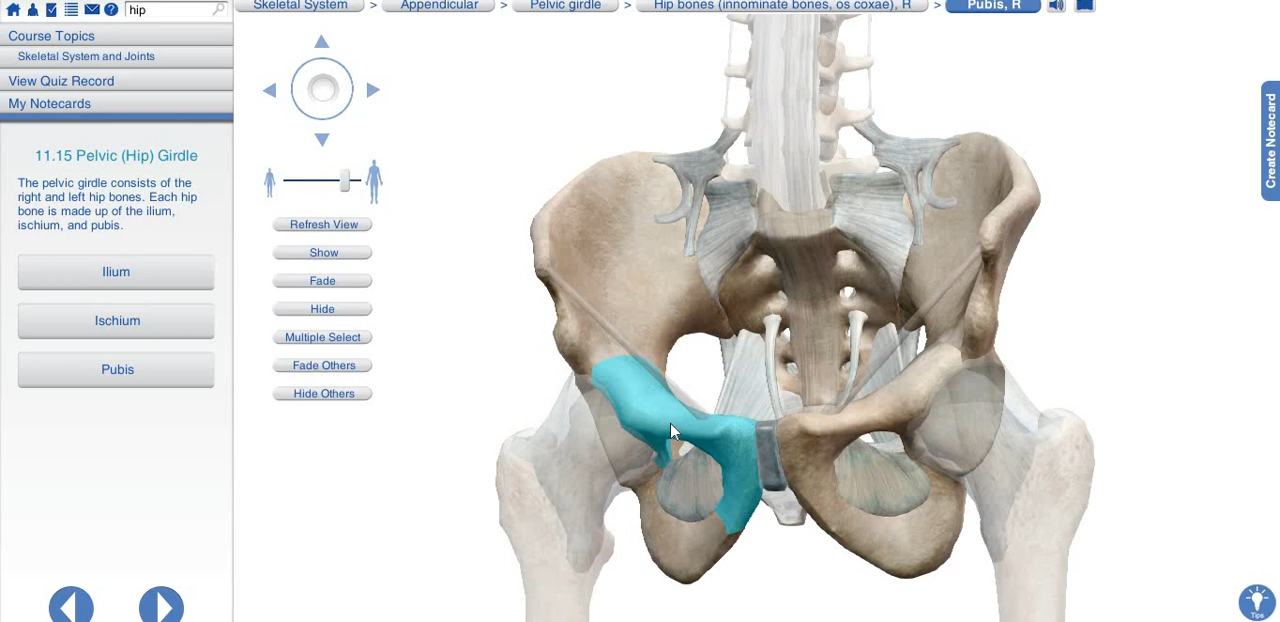 hip
Skeletal System > Appendicular > Pelvic girdle > Hip bones (innominate bones, os coxae), R > Pubis, R
Course Topics
Skeletal System and Joints
View Quiz Record
My Notecards
11.15 Pelvic (Hip) Girdle
The pelvic girdle consists of the
right and left hip bones. Each hip
bone is made up of the ilium,
ischium, and pubis.
Ilium
Ischium
Pubis
Refresh View
Show
Fade
Hide
Multiple Select
Fade Others
Hide Others
Create Notecard
Tips